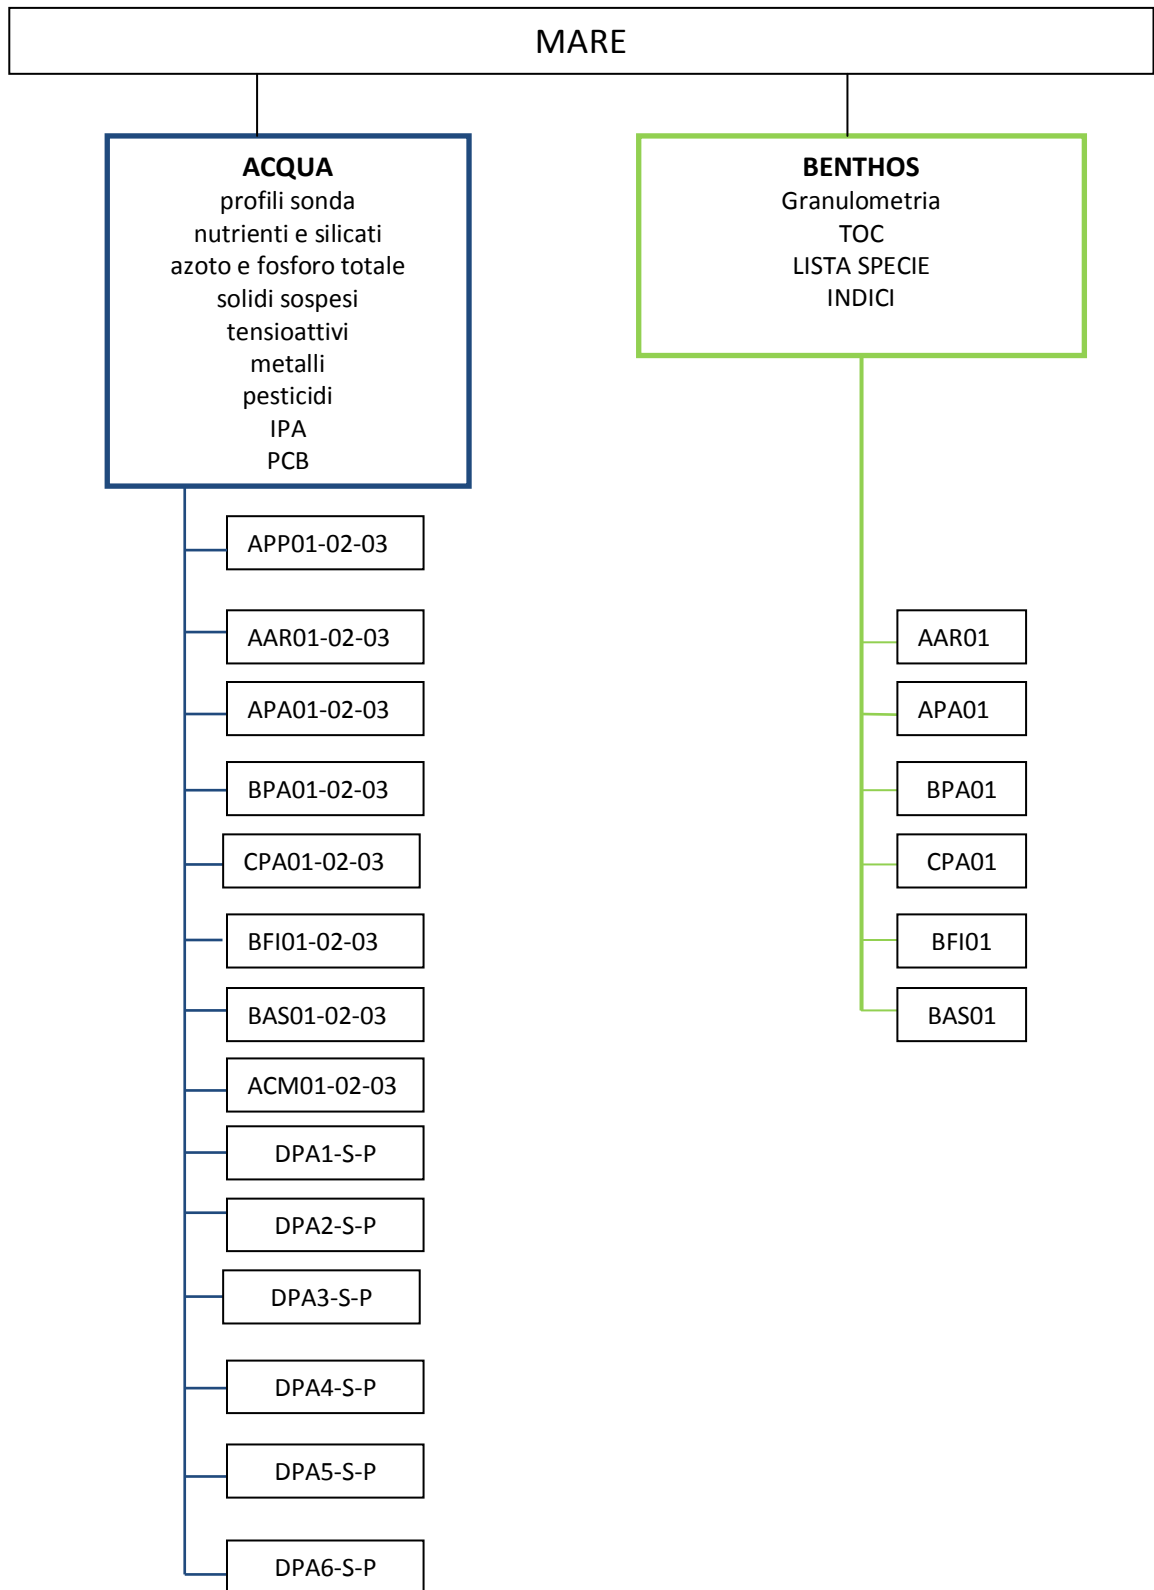 MARE
ACQUA
profili sonda
nutrienti e silicati
azoto e fosforo totale
solidi sospesi
tensioattivi
metalli
pesticidi
IPA
PCB
BENTHOS
Granulometria
TOC
LISTA SPECIE
INDICI
APP01-02-03
AAR01-02-03
APA01-02-03
BPA01-02-03
CPA01-02-03
BFI01-02-03
BAS01-02-03
ACM01-02-03
DPA1-S-P
DPA2-S-P
DPA3-S-P
DPA4-S-P
DPA5-S-P
DPA6-S-P
AAR01
APA01
BPA01
CPA01
BFI01
BAS01